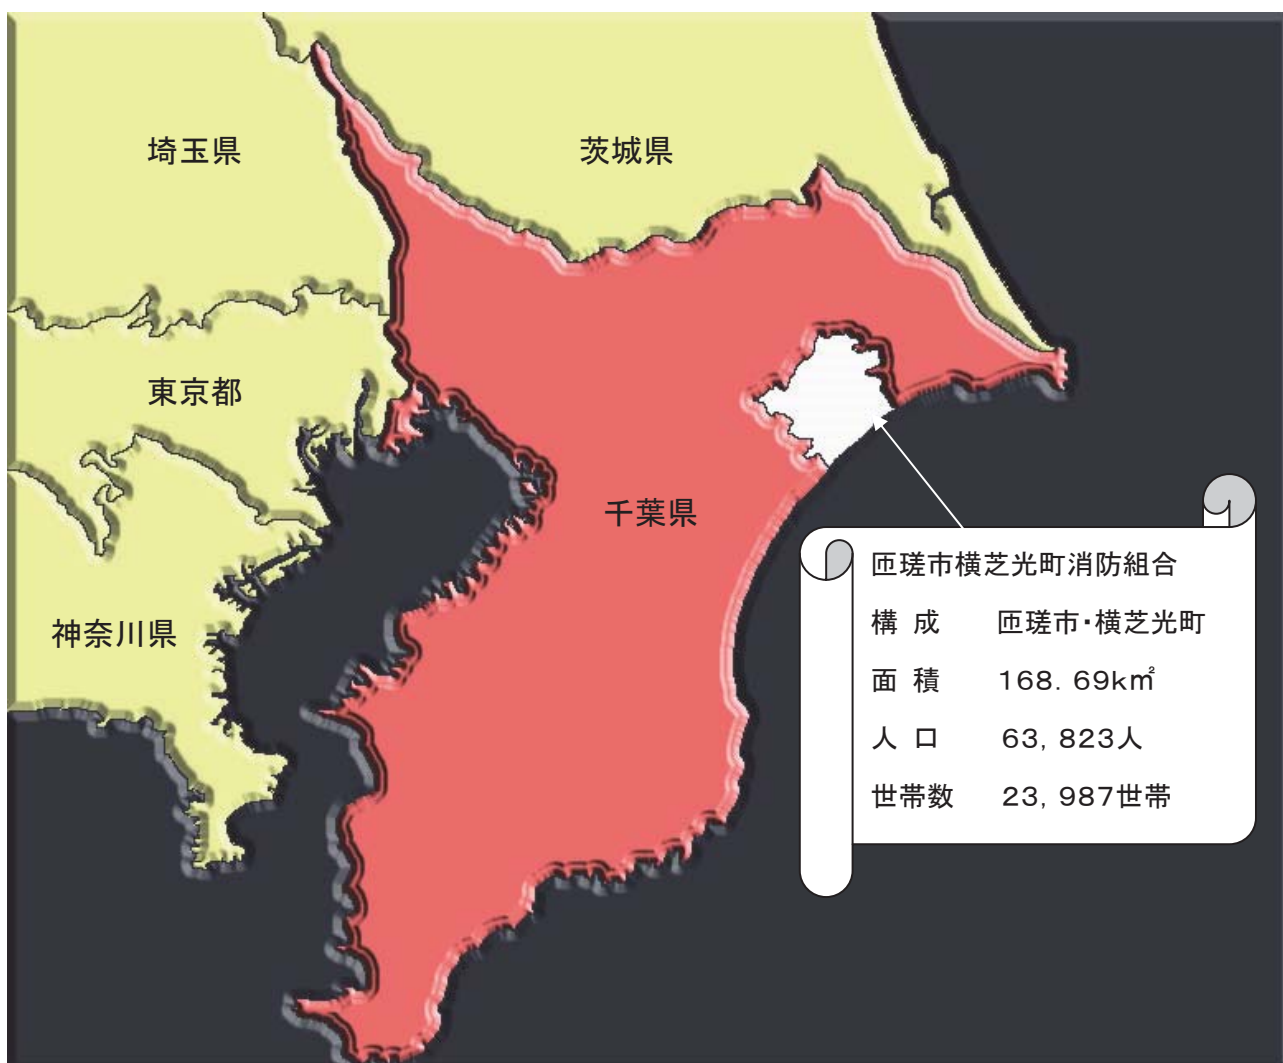 埼玉県
茨城県
東京都
千葉県
神奈川県
匝瑳市横芝光町消防組合
構 成 匝瑳市・横芝光町
面 積 168. 69k㎡
人 口 63, 823人
世帯数 23, 987世帯